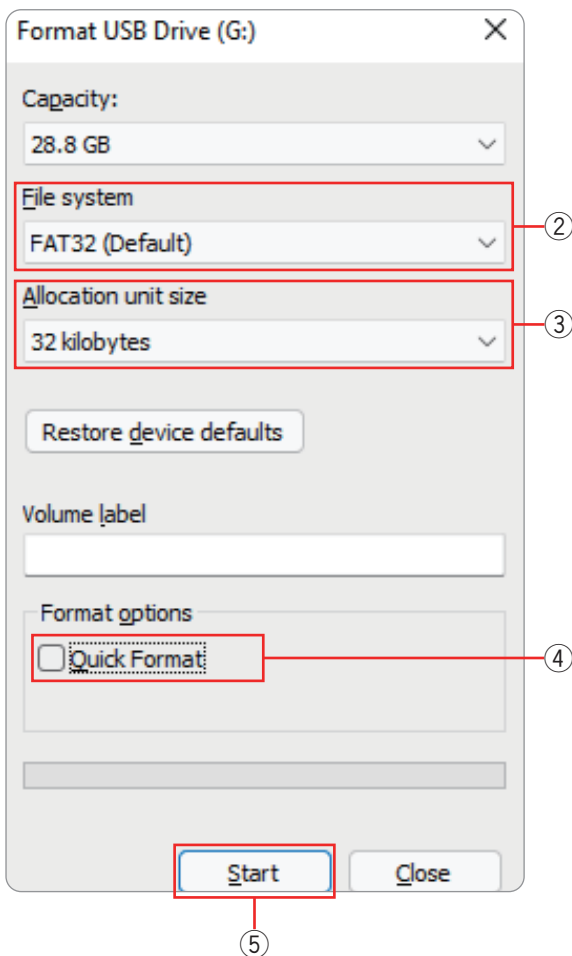 Format USB Drive (G:)
Capacity:
28.8 GB
File system
FAT32 (Default)
②
Allocation unit size
32 kilobytes
③
Restore device defaults
Volume label
Format options
Quick Format
④
Start
Close
⑤